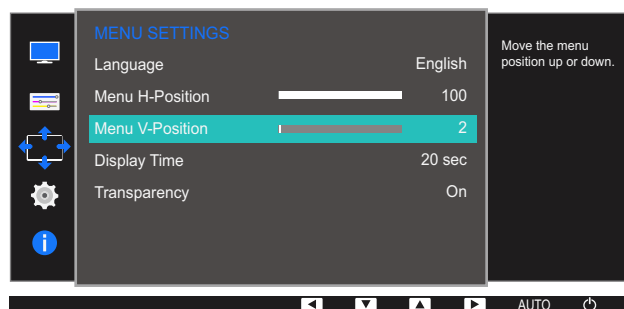 MENU SETTINGS
Language English
Menu H-Position 100
Menu V-Position 2
Display Time 20 sec
Transparency On
Move the menu
position up or down.
i
AUTO